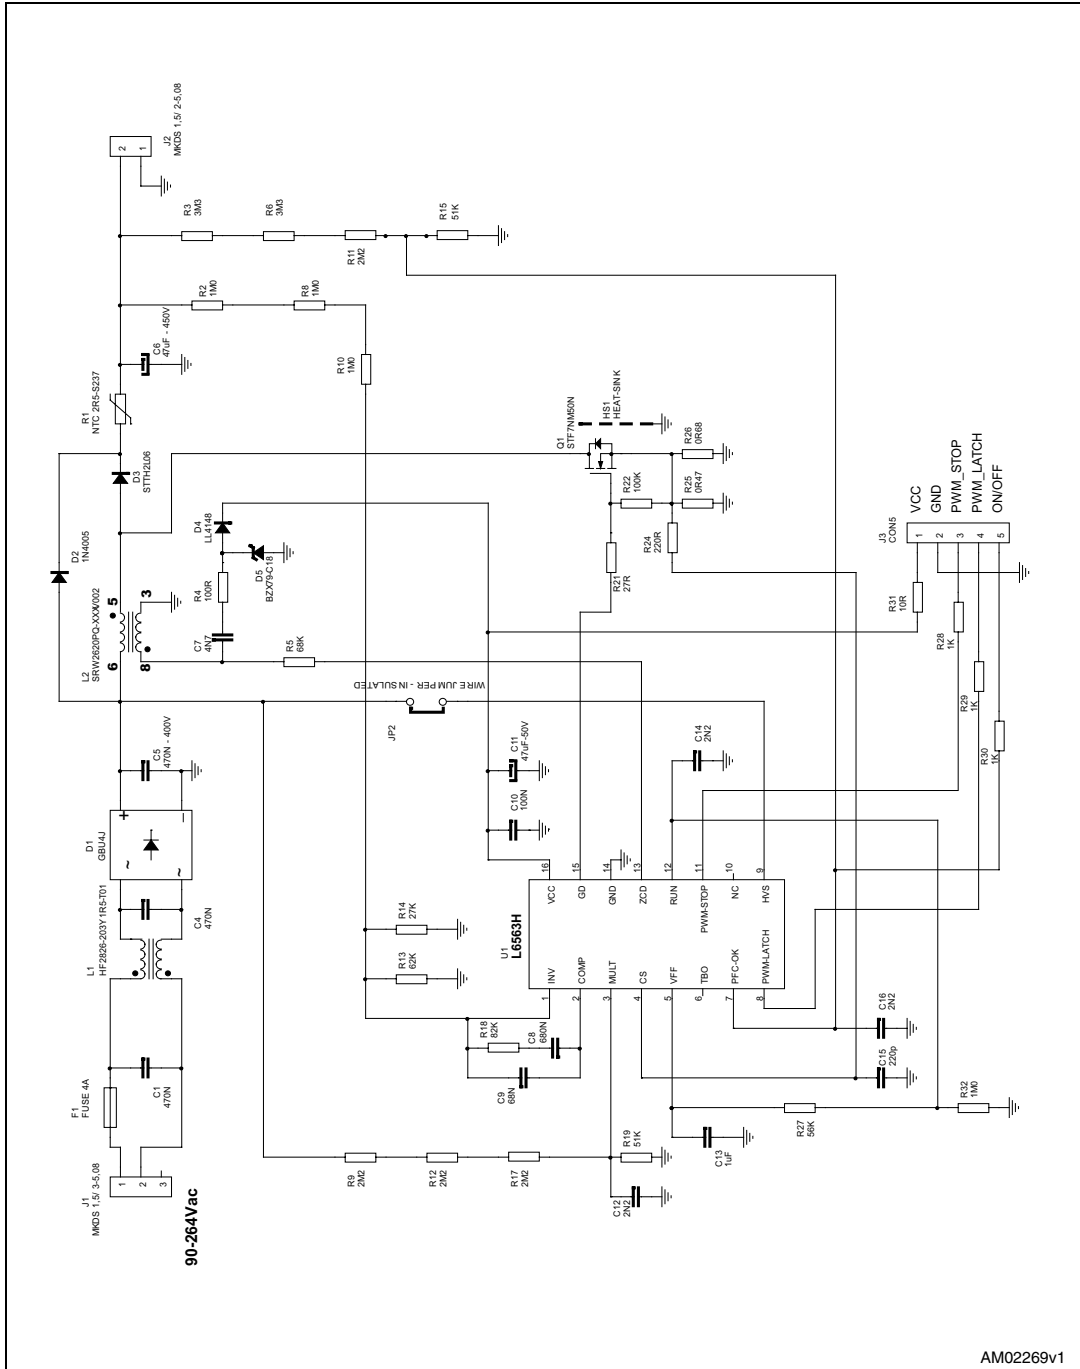 90-264Vac
J1
MKDS 1,5/ 3-5,08
1
2
3
F1
FUSE 4A
C1
470N
L1
HF2826-203Y1R5-T01
C4
470N
D1
GBU4J
~
~
+
–
C5
470N - 400V
D2
1N4005
L2
SRW2620PQ-XXXV002
6
5
8
3
D3
STTH2L06
R1
NTC 2R5-S237
C6
47uF - 450V
J2
MKDS 1,5/ 2-5,08
2
1
R3
3M3
R6
3M3
R11
2M2
R15
51K
R2
1M0
R8
1M0
R10
1M0
D4
LL4148
R4
100R
D5
BZX79-C18
C7
4N7
R5
68K
JP2
WIRE JUMPER - INSULATED
Q1
STF7NM50N
HS1
HEAT-SINK
R22
100K
R24
220R
R25
0R47
R26
0R68
R21
27R
C11
47uF-50V
C10
100N
C14
2N2
R14
27K
R13
62K
R18
82K
C8
680N
C9
68N
U1
L6563H
1
INV
2
COMP
3
MULT
4
CS
5
VFF
6
TBO
7
PFC-OK
8
PWM-LATCH
16
VCC
15
GD
14
GND
13
ZCD
12
RUN
11
PWM-STOP
10
NC
9
HVS
R9
2M2
R12
2M2
R17
2M2
R19
51K
C12
2N2
C13
1uF
R27
56K
R32
1M0
C15
220p
C16
2N2
J3
CON5
1
2
3
4
5
VCC
GND
PWM_STOP
PWM_LATCH
ON/OFF
R31
10R
R28
1K
R29
1K
R30
1K
AM02269v1